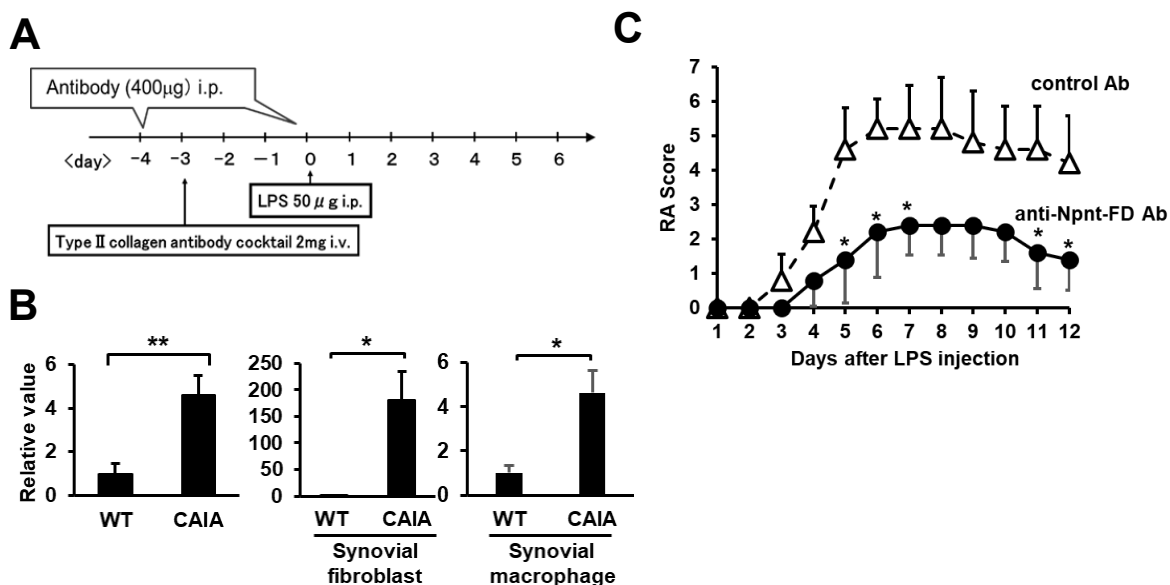 A
Antibody (400μg) i.p.
<day> −4 −3 −2 −1 0 1 2 3 4 5 6
LPS 50 μg i.p.
Type Ⅱ collagen antibody cocktail 2mg i.v.
B
Relative value
6
4
2
0
**
WT CAIA
250
200
150
100
50
0
*
WT CAIA
Synovial
fibroblast
6
4
2
0
*
WT CAIA
Synovial
macrophage
C
RA Score
7
6
5
4
3
2
1
0
control Ab
anti-Npnt-FD Ab
* * * * *
1 2 3 4 5 6 7 8 9 10 11 12
Days after LPS injection